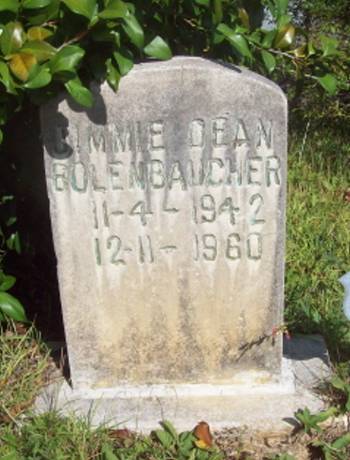 JIMMIE DEAN
BOLENBAUCHER
11-4-1942
12-11-1960